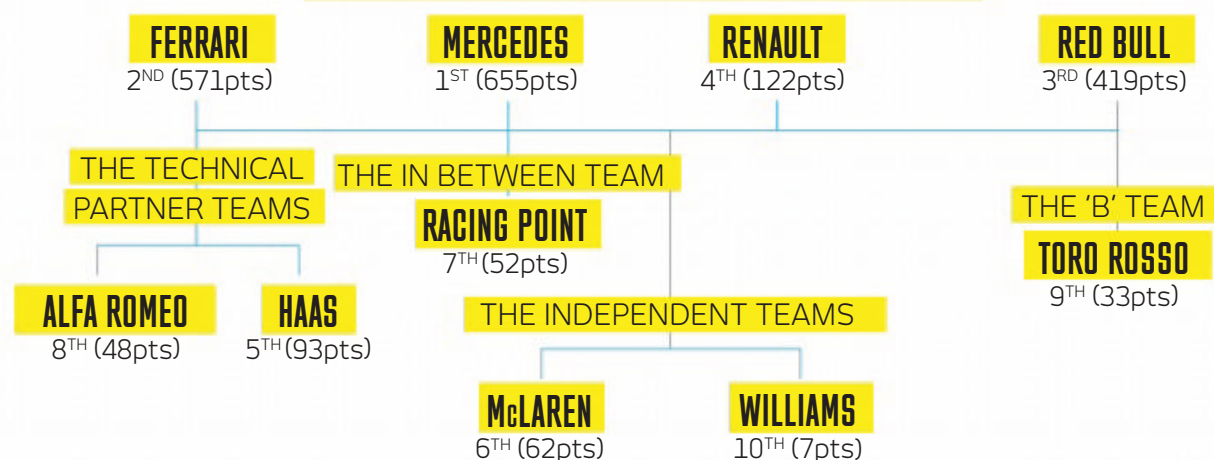 FERRARI
2ND (571pts)
MERCEDES
1ST (655pts)
RENAULT
4TH (122pts)
RED BULL
3RD (419pts)
THE TECHNICAL
PARTNER TEAMS
ALFA ROMEO
8TH (48pts)
HAAS
5TH (93pts)
THE IN BETWEEN TEAM
RACING POINT
7TH (52pts)
THE INDEPENDENT TEAMS
McLAREN
6TH (62pts)
WILLIAMS
10TH (7pts)
THE 'B' TEAM
TORO ROSSO
9TH (33pts)